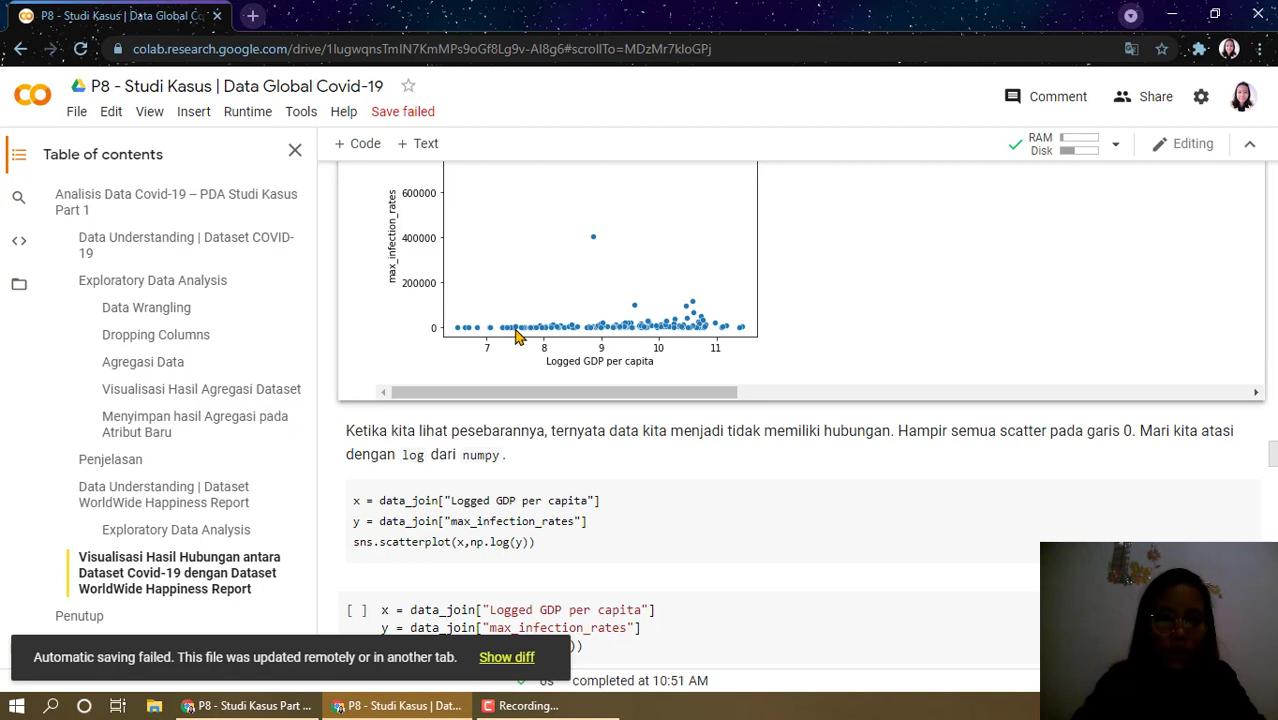 P8 - Studi Kasus | Data Global Co
colab.research.google.com/drive/1lugwqnsTmIN7KmMPs9oGf8Lg9v-AI8g6#scrollTo=MDzMr7kloGPj
P8 - Studi Kasus | Data Global Covid-19
Comment
Share
File Edit View Insert Runtime Tools Help Save failed
Table of contents
+ Code + Text
RAM
Disk
Editing
Analisis Data Covid-19 – PDA Studi Kasus
Part 1
Data Understanding | Dataset COVID-
19
Exploratory Data Analysis
Data Wrangling
Dropping Columns
Agregasi Data
Visualisasi Hasil Agregasi Dataset
Menyimpan hasil Agregasi pada
Atribut Baru
Penjelasan
Data Understanding | Dataset
WorldWide Happiness Report
Exploratory Data Analysis
Visualisasi Hasil Hubungan antara
Dataset Covid-19 dengan Dataset
WorldWide Happiness Report
Penutup
max_infection_rates
600000
400000
200000
0
7 8 9 10 11
Logged GDP per capita
Ketika kita lihat pesebarannya, ternyata data kita menjadi tidak memiliki hubungan. Hampir semua scatter pada garis 0. Mari kita atasi
dengan log dari numpy.
x = data_join["Logged GDP per capita"]
y = data_join["max_infection_rates"]
sns.scatterplot(x,np.log(y))
[ ] x = data_join["Logged GDP per capita"]
y = data_join["max_infection_rates"]
))
Automatic saving failed. This file was updated remotely or in another tab. Show diff
0s completed at 10:51 AM
P8 - Studi Kasus Part ...
P8 - Studi Kasus | Dat...
Recording...